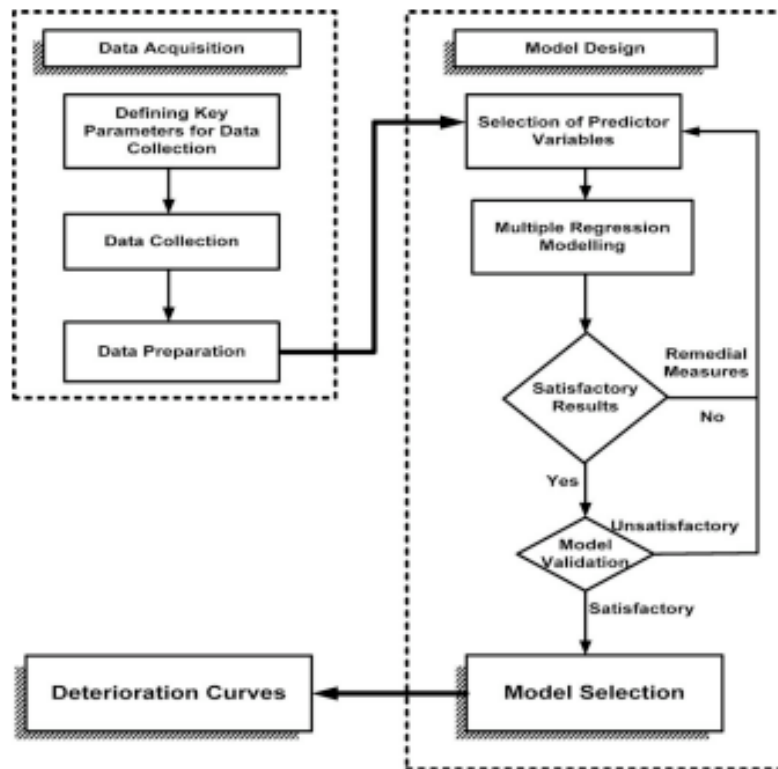 Data Acquisition
Defining Key
Parameters for Data
Collection
Data Collection
Data Preparation
Model Design
Selection of Predictor
Variables
Multiple Regression
Modelling
Satisfactory
Results
Remedial
Measures
No
Yes
Unsatisfactory
Model
Validation
Satisfactory
Model Selection
Deterioration Curves